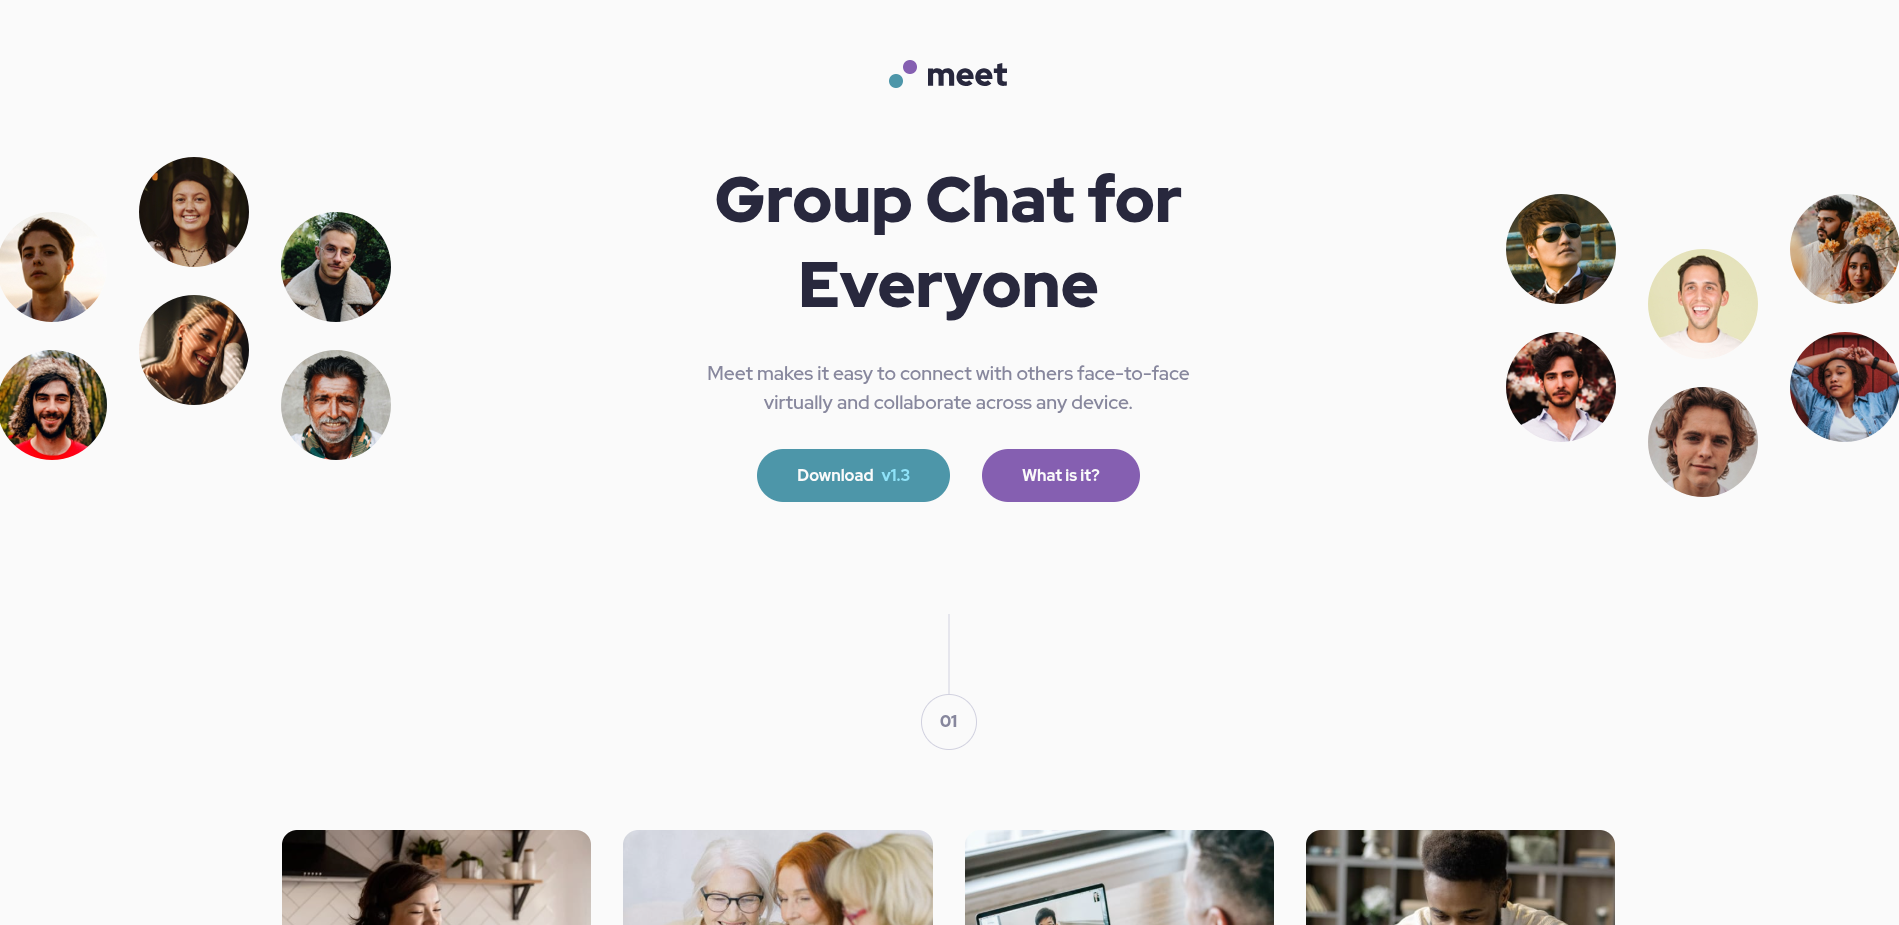 meet
Group Chat for
Everyone
Meet makes it easy to connect with others face-to-face
virtually and collaborate across any device.
Download v1.3
What is it?
01